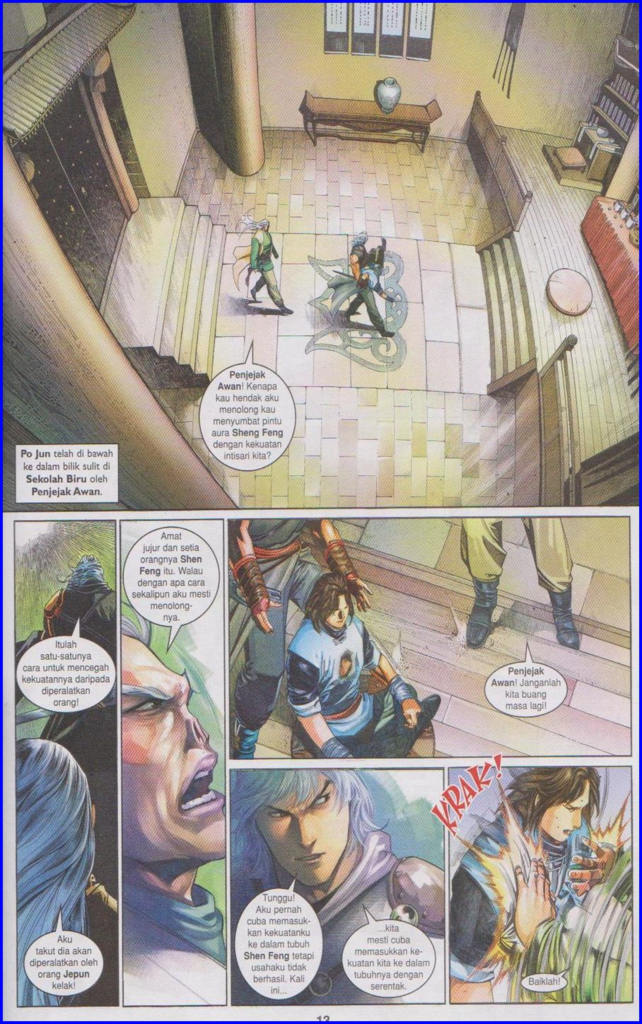 Penjejak
Awan! Kenapa
kau hendak aku
menolong kau
menyumbat pintu
aura Sheng Feng
dengan kekuatan
intisari kita?
Po Jun telah di bawah
ke dalam bilik sulit di
Sekolah Biru oleh
Penjejak Awan.
Itulah
satu-satunya
cara untuk mencegah
kekuatannya daripada
diperalatkan
orang!
Aku
takut dia akan
diperalatkan oleh
orang Jepun
kelak!
Amat
jujur dan setia
orangnya Shen
Feng itu. Walau
dengan apa cara
sekalipun aku mesti
menolong-
nya.
Penjejak
Awan! Janganlah
kita buang
masa lagi!
Tunggu!
Aku pernah
cuba memasuk-
kan kekuatanku
ke dalam tubuh
Shen Feng tetapi
usahaku tidak
berhasil. Kali
ini...
...kita
mesti cuba
memasukkan ke-
kuatan kita ke dalam
tubuhnya dengan
serentak.
KRAK!
Baiklah!
13